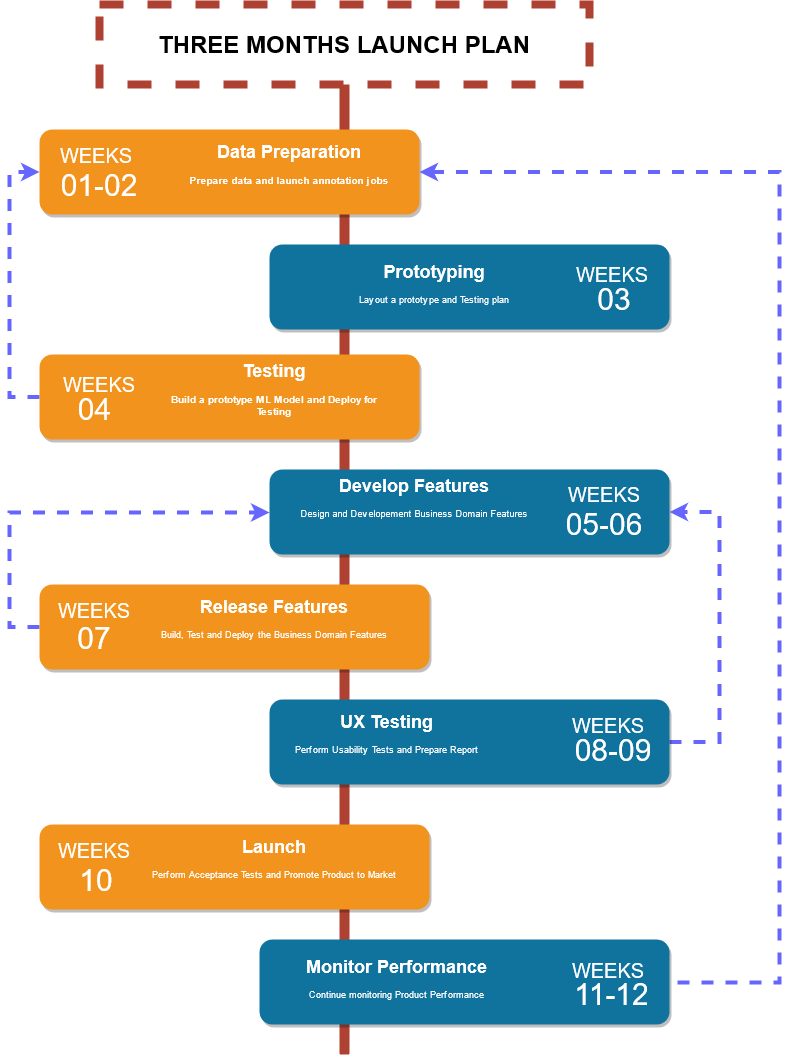 THREE MONTHS LAUNCH PLAN
WEEKS
01-02
Data Preparation
Prepare data and launch annotation jobs
Prototyping
Layout a prototype and Testing plan
WEEKS
03
WEEKS
04
Testing
Build a prototype ML Model and Deploy for
Testing
Develop Features
Design and Developement Business Domain Features
WEEKS
05-06
WEEKS
07
Release Features
Build, Test and Deploy the Business Domain Features
UX Testing
Perform Usability Tests and Prepare Report
WEEKS
08-09
WEEKS
10
Launch
Perform Acceptance Tests and Promote Product to Market
Monitor Performance
Continue monitoring Product Performance
WEEKS
11-12